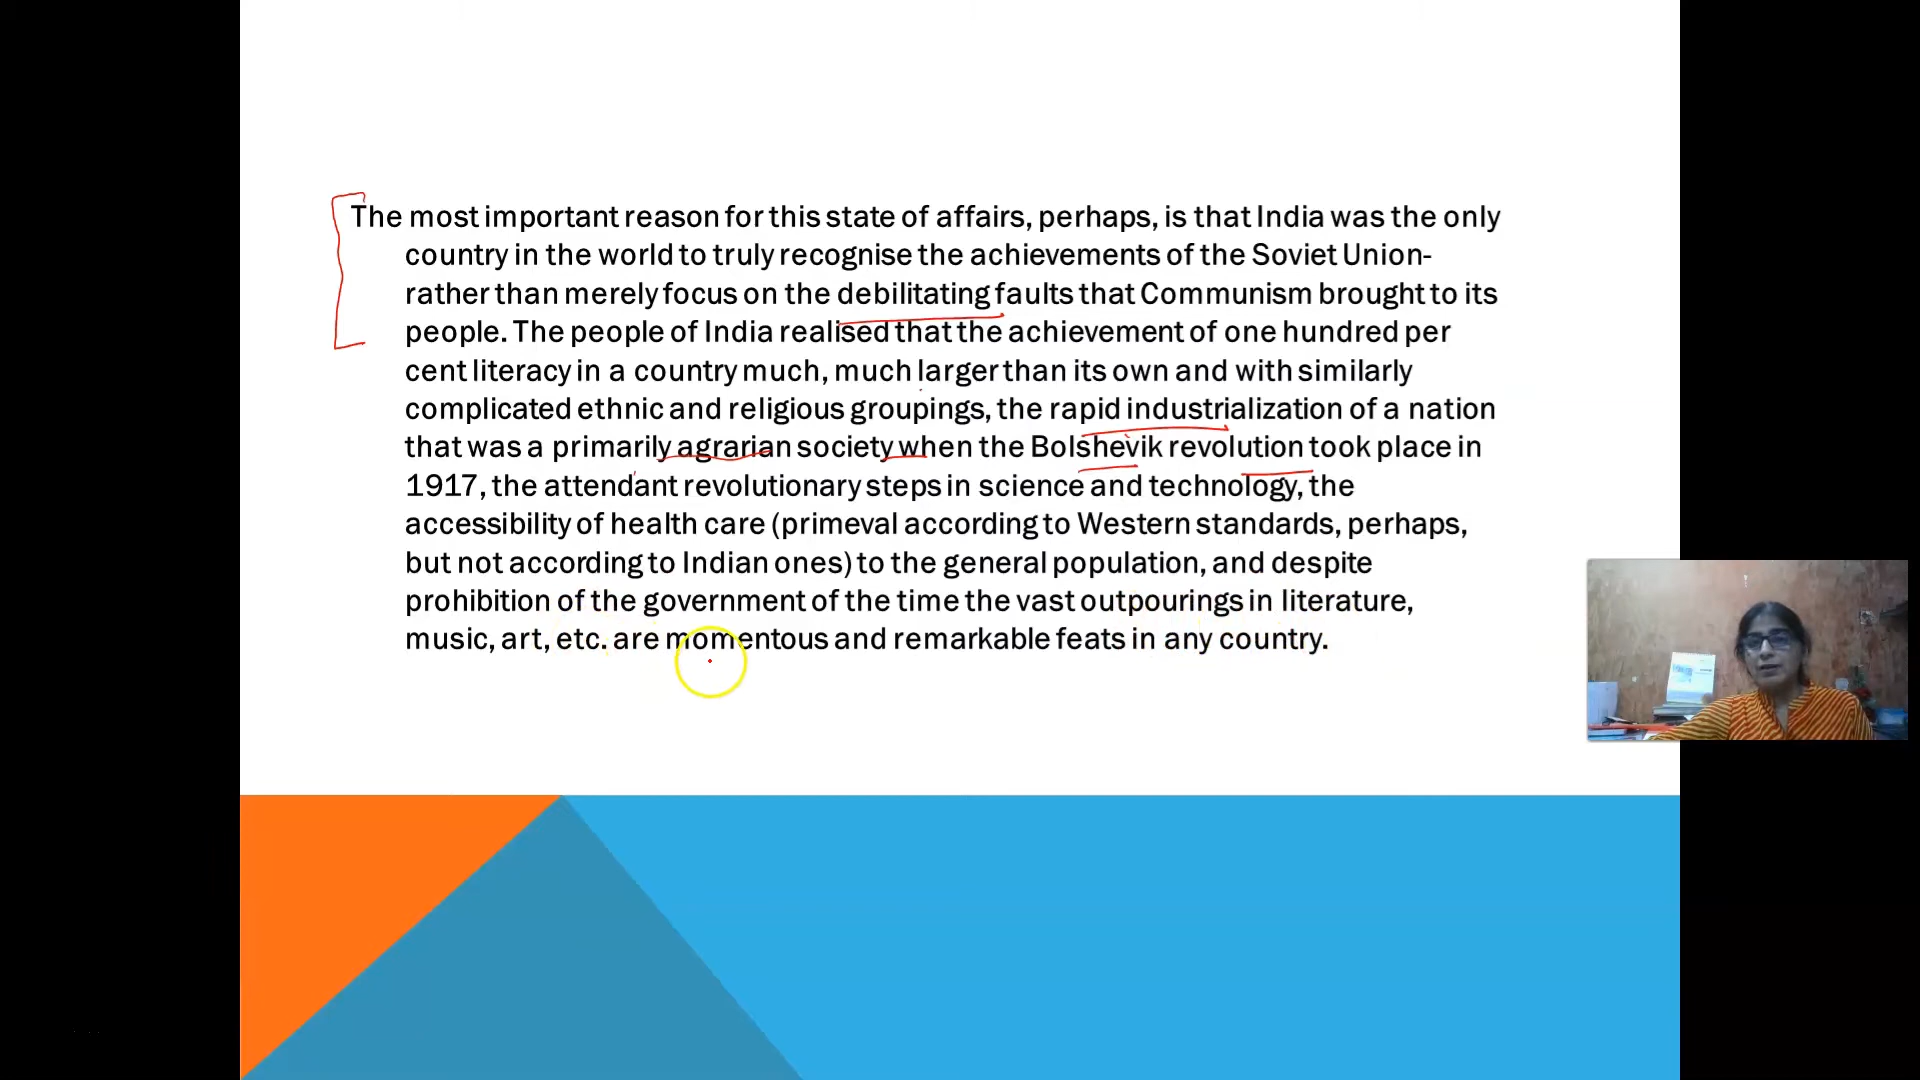 The most important reason for this state of affairs, perhaps, is that India was the only
country in the world to truly recognise the achievements of the Soviet Union-
rather than merely focus on the debilitating faults that Communism brought to its
people. The people of India realised that the achievement of one hundred per
cent literacy in a country much, much larger than its own and with similarly
complicated ethnic and religious groupings, the rapid industrialization of a nation
that was a primarily agrarian society when the Bolshevik revolution took place in
1917, the attendant revolutionary steps in science and technology, the
accessibility of health care (primeval according to Western standards, perhaps,
but not according to Indian ones) to the general population, and despite
prohibition of the government of the time the vast outpourings in literature,
music, art, etc. are momentous and remarkable feats in any country.